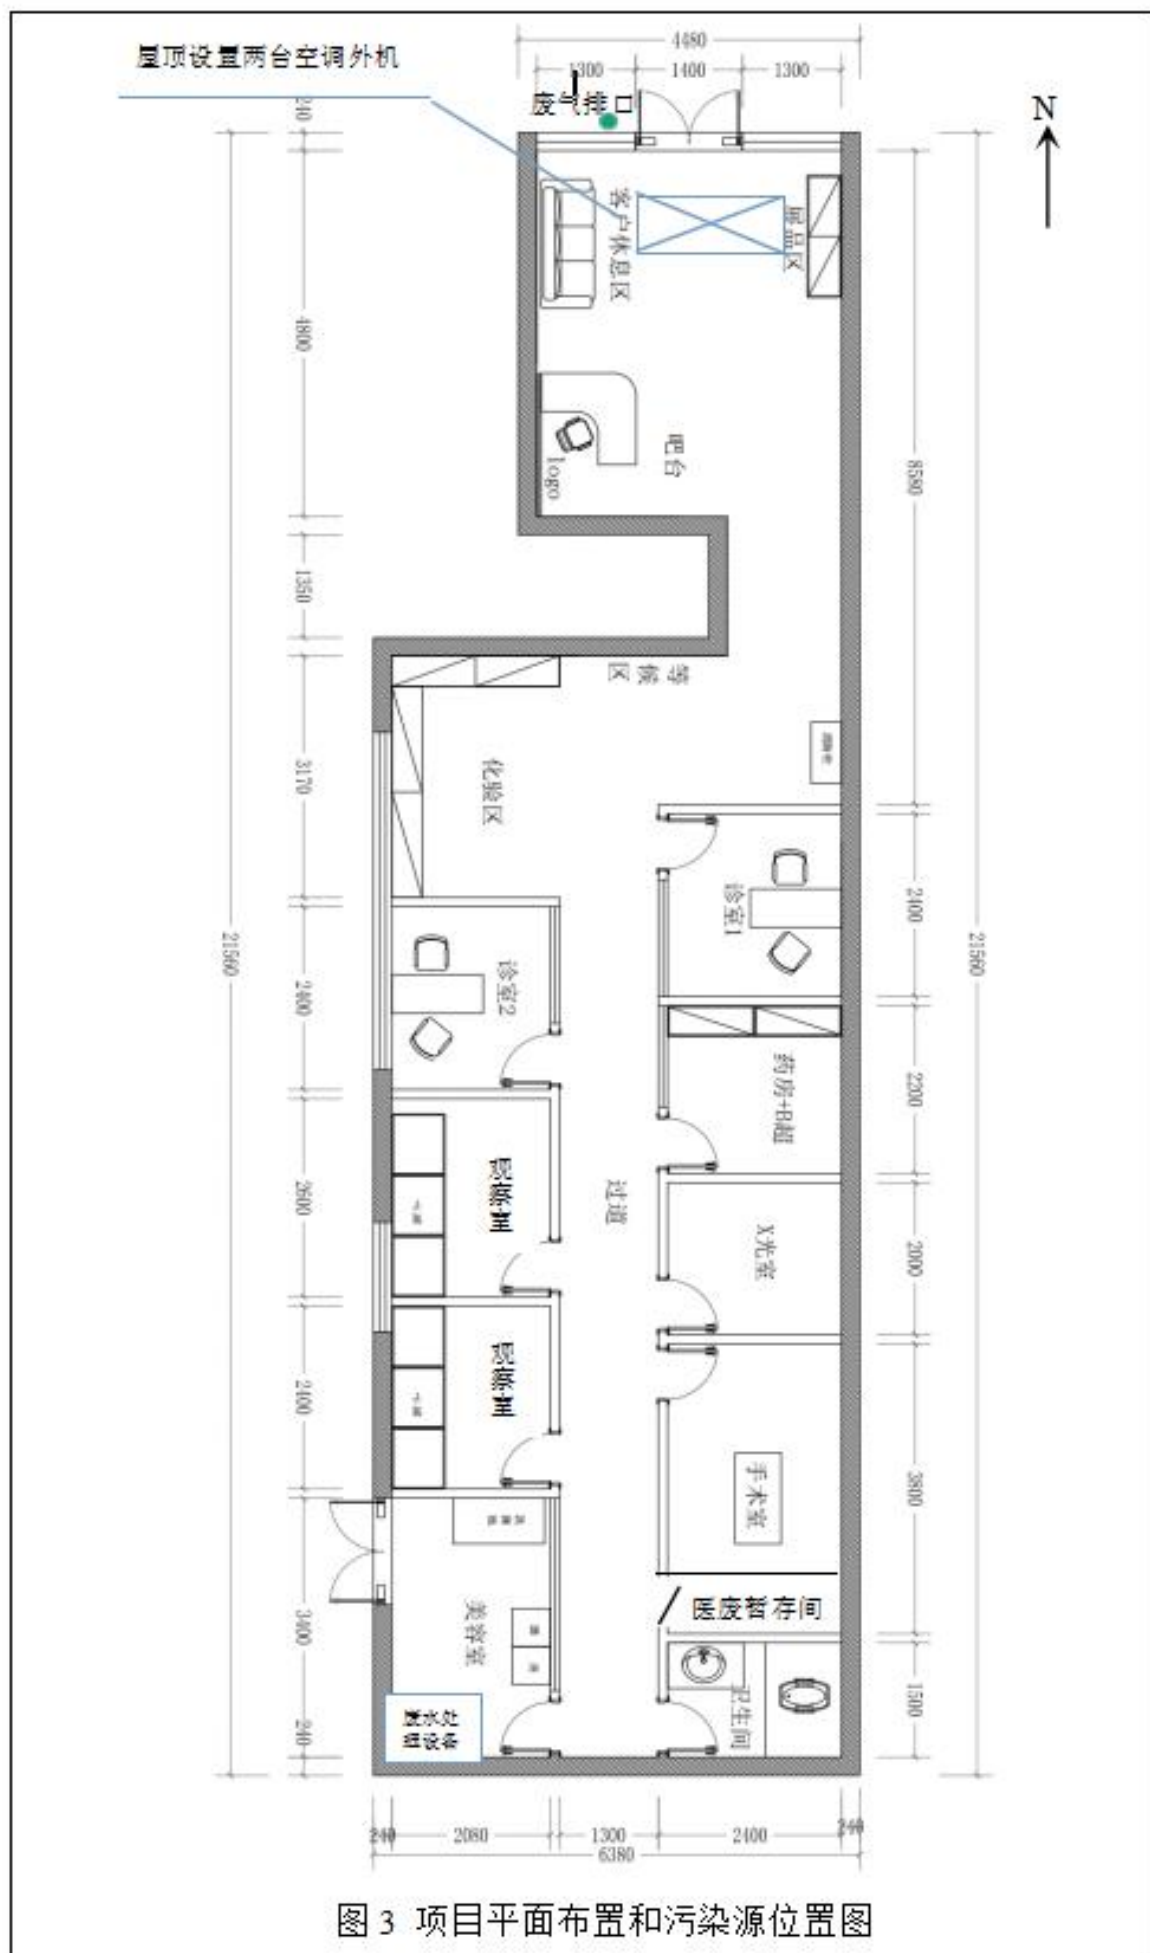 屋顶设置两台空调外机
4480
1300
1400
1300
废气排口
N
240
客户休息区
展品区
4800
8580
吧台
logo
1350
等候区
3170
化验区
诊室1
2400
21560
21560
诊室2
2400
药房+B超
2200
2600
过道
X光室
2000
2400
手术室
3800
医废暂存间
美容室
3400
卫生间
1500
废水处
理设备
240
240
2080
1300
2400
240
6380
图 3 项目平面布置和污染源位置图